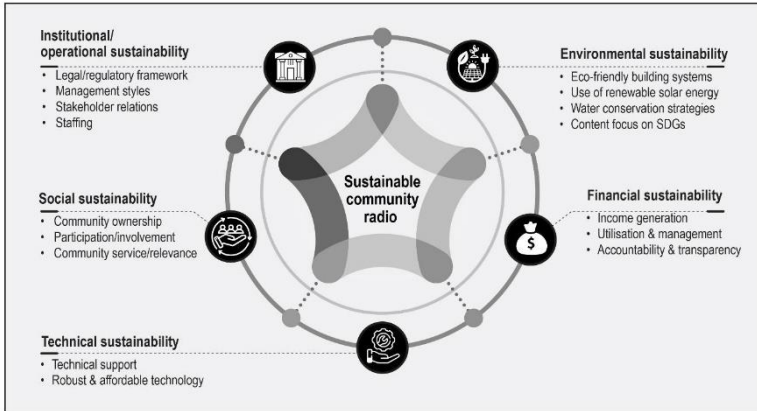 Institutional/
operational sustainability
• Legal/regulatory framework
• Management styles
• Stakeholder relations
• Staffing
Environmental sustainability
• Eco-friendly building systems
• Use of renewable solar energy
• Water conservation strategies
• Content focus on SDGs
Sustainable
community
radio
Social sustainability
• Community ownership
• Participation/involvement
• Community service/relevance
Financial sustainability
• Income generation
• Utilisation & management
• Accountability & transparency
$
Technical sustainability
• Technical support
• Robust & affordable technology